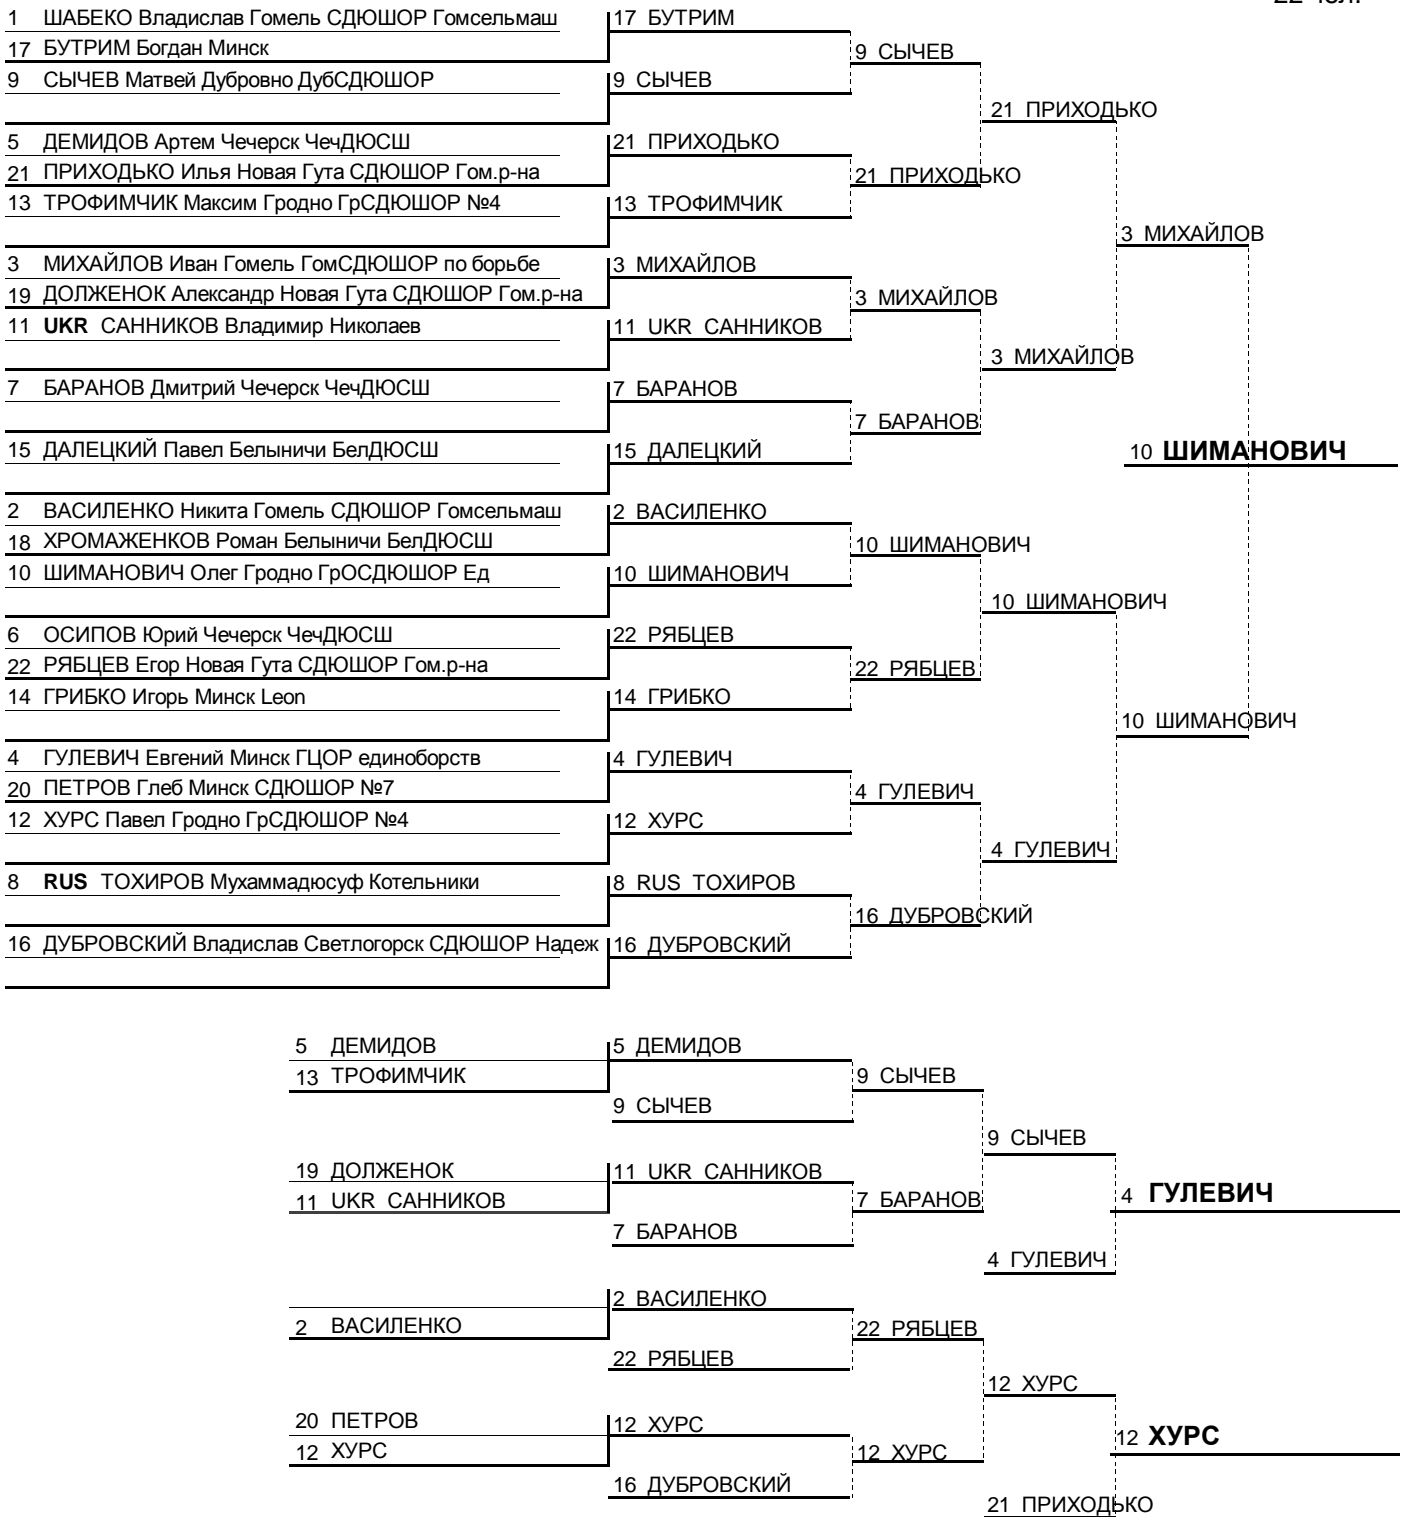 1 ШАБЕКО Владислав Гомель СДЮШОР Гомсельмаш
17 БУТРИМ
17 БУТРИМ Богдан Минск
9 СЫЧЕВ
9 СЫЧЕВ Матвей Дубровно ДубСДЮШОР
9 СЫЧЕВ
21 ПРИХОДЬКО
5 ДЕМИДОВ Артем Чечерск ЧечДЮСШ
21 ПРИХОДЬКО
21 ПРИХОДЬКО Илья Новая Гута СДЮШОР Гом.р-на
21 ПРИХОДЬКО
13 ТРОФИМЧИК Максим Гродно ГрСДЮШОР №4
13 ТРОФИМЧИК
3 МИХАЙЛОВ
3 МИХАЙЛОВ Иван Гомель ГомСДЮШОР по борьбе
3 МИХАЙЛОВ
19 ДОЛЖЕНОК Александр Новая Гута СДЮШОР Гом.р-на
3 МИХАЙЛОВ
11 UKR САННИКОВ Владимир Николаев
11 UKR САННИКОВ
3 МИХАЙЛОВ
7 БАРАНОВ Дмитрий Чечерск ЧечДЮСШ
7 БАРАНОВ
7 БАРАНОВ
15 ДАЛЕЦКИЙ Павел Белыничи БелДЮСШ
15 ДАЛЕЦКИЙ
10 ШИМАНОВИЧ
2 ВАСИЛЕНКО Никита Гомель СДЮШОР Гомсельмаш
2 ВАСИЛЕНКО
18 ХРОМАЖЕНКОВ Роман Белыничи БелДЮСШ
10 ШИМАНОВИЧ
10 ШИМАНОВИЧ Олег Гродно ГрОСДЮШОР Ед
10 ШИМАНОВИЧ
10 ШИМАНОВИЧ
6 ОСИПОВ Юрий Чечерск ЧечДЮСШ
22 РЯБЦЕВ
22 РЯБЦЕВ Егор Новая Гута СДЮШОР Гом.р-на
22 РЯБЦЕВ
14 ГРИБКО Игорь Минск Leon
14 ГРИБКО
10 ШИМАНОВИЧ
4 ГУЛЕВИЧ Евгений Минск ГЦОР единоборств
4 ГУЛЕВИЧ
20 ПЕТРОВ Глеб Минск СДЮШОР №7
4 ГУЛЕВИЧ
12 ХУРС Павел Гродно ГрСДЮШОР №4
12 ХУРС
4 ГУЛЕВИЧ
8 RUS ТОХИРОВ Мухаммадюсуф Котельники
8 RUS ТОХИРОВ
16 ДУБРОВСКИЙ
16 ДУБРОВСКИЙ Владислав Светлогорск СДЮШОР Надеж
16 ДУБРОВСКИЙ
5 ДЕМИДОВ
5 ДЕМИДОВ
13 ТРОФИМЧИК
9 СЫЧЕВ
9 СЫЧЕВ
9 СЫЧЕВ
19 ДОЛЖЕНОК
11 UKR САННИКОВ
11 UKR САННИКОВ
7 БАРАНОВ
4 ГУЛЕВИЧ
7 БАРАНОВ
4 ГУЛЕВИЧ
2 ВАСИЛЕНКО
2 ВАСИЛЕНКО
22 РЯБЦЕВ
22 РЯБЦЕВ
12 ХУРС
20 ПЕТРОВ
12 ХУРС
12 ХУРС
12 ХУРС
12 ХУРС
16 ДУБРОВСКИЙ
21 ПРИХОДЬКО